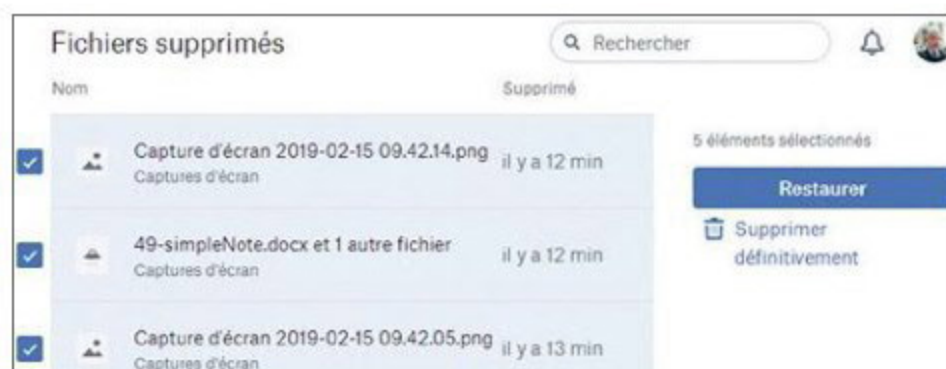 Fichiers supprimés
Rechercher
Nom
Supprimé
Capture d'écran 2019-02-15 09.42.14.png
il y a 12 min
Captures d'écran
49-simpleNote.docx et 1 autre fichier
il y a 12 min
Captures d'écran
Capture d'écran 2019-02-15 09.42.05.png
il y a 13 min
Captures d'écran
5 éléments sélectionnés
Restaurer
Supprimer
définitivement